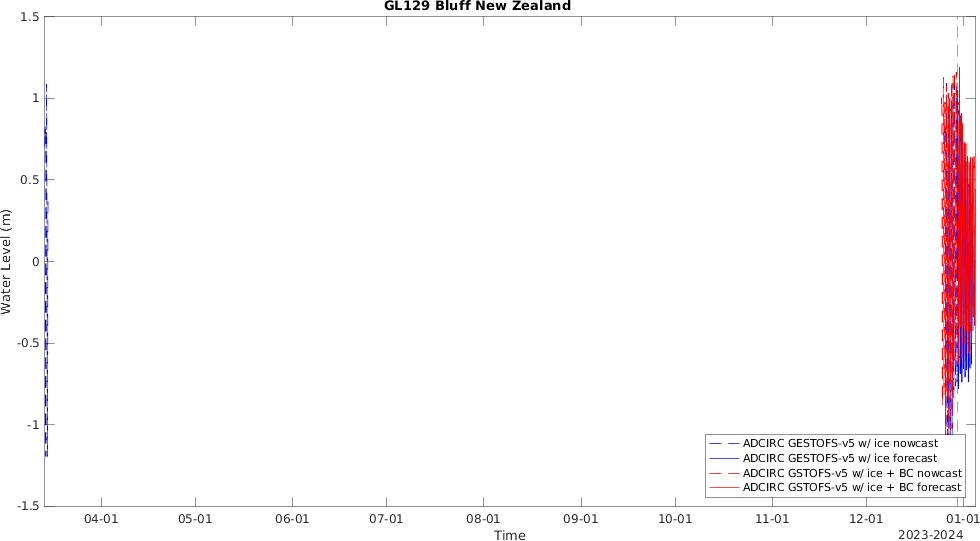 GL129 Bluff New Zealand
1.5
1
0.5
0
-0.5
-1
-1.5
Water Level (m)
ADCIRC GESTOFS-v5 w/ ice nowcast
ADCIRC GESTOFS-v5 w/ ice forecast
ADCIRC GSTOFS-v5 w/ ice + BC nowcast
ADCIRC GSTOFS-v5 w/ ice + BC forecast
04-01 05-01 06-01 07-01 08-01 09-01 10-01 11-01 12-01 01-01
Time
2023-2024